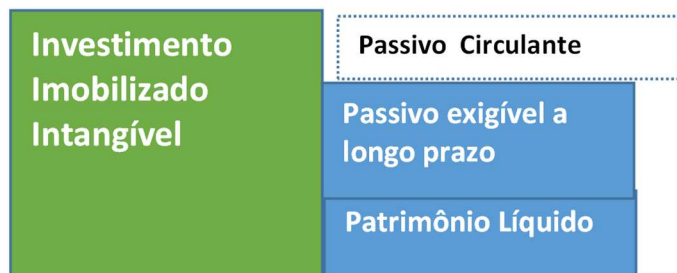 Investimento
Imobilizado
Intangível
Passivo Circulante
Passivo exigível a
longo prazo
Patrimônio Líquido